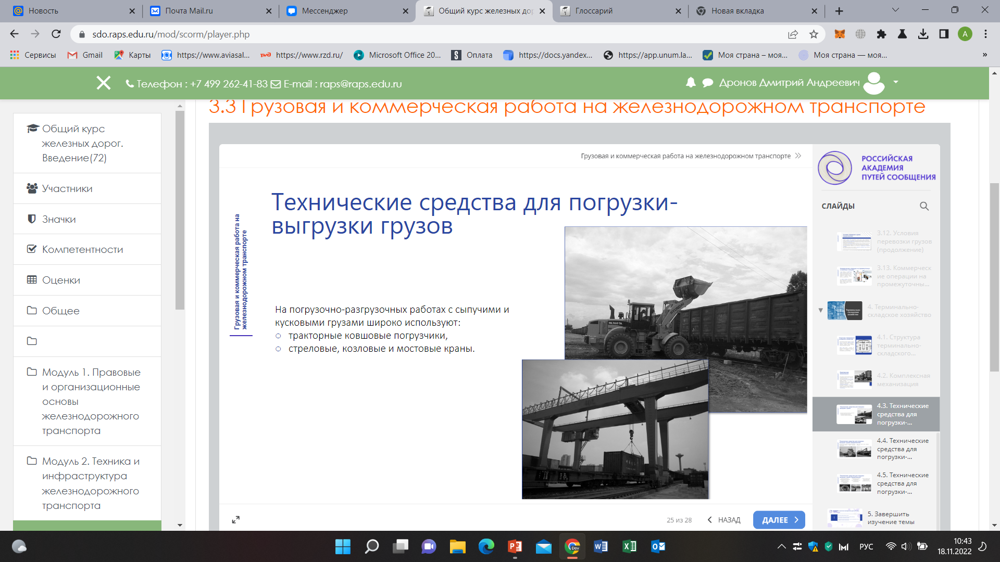 Новость
Почта Mail.ru
Мессенджер
Общий курс железных дор
Глоссарий
Новая вкладка
sdo.raps.edu.ru/mod/scorm/player.php
A
Сервисы
Gmail
Карты
https://www.aviasal...
https://www.rzd.ru/
Microsoft Office 20...
Оплата
https://docs.yandex...
https://app.unum.la...
Моя страна – моя...
Моя страна — моя...
Телефон : +7 499 262-41-83 E-mail : raps@raps.edu.ru
Дронов Дмитрий Андреевич
3.3 Грузовая и коммерческая работа на железнодорожном транспорте
Общий курс
железных дорог.
Введение(72)
Участники
Значки
Компетентности
Оценки
Общее
Модуль 1. Правовые
и организационные
основы
железнодорожного
транспорта
Модуль 2. Техника и
инфраструктура
железнодорожного
транспорта
Грузовая и коммерческая работа на железнодорожном транспорте
Грузовая и коммерческая работа на
железнодорожном транспорте
Технические средства для погрузки-
выгрузки грузов
На погрузочно-разгрузочных работах с сыпучими и
кусковыми грузами широко используют:
тракторные ковшовые погрузчики,
стреловые, козловые и мостовые краны.
HYUNDAI
HL760-7A
25 из 28
НАЗАД
ДАЛЕЕ
РОССИЙСКАЯ
АКАДЕМИЯ
ПУТЕЙ СООБЩЕНИЯ
СЛАЙДЫ
3.12. Условия
перевозки грузов
(продолжение)
3.13. Коммерческ
ие операции на
промежуточны...
4. Терминально-
складское хозяйство
4.1. Структура
терминально-
складского...
4.2. Комплексная
механизация
4.3. Технические
средства для
погрузки-...
4.4. Технические
средства для
погрузки-...
4.5. Технические
средства для
погрузки-...
5. Завершить
изучение темы
РУС
10:43
18.11.2022